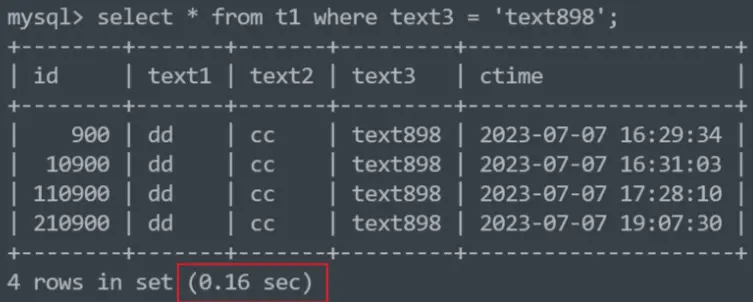 mysql> select * from t1 where text3 = 'text898';
+--------+-------+-------+---------+---------------------+
| id     | text1 | text2 | text3   | ctime               |
+--------+-------+-------+---------+---------------------+
|    900 | dd    | cc    | text898 | 2023-07-07 16:29:34 |
|  10900 | dd    | cc    | text898 | 2023-07-07 16:31:03 |
| 110900 | dd    | cc    | text898 | 2023-07-07 17:28:10 |
| 210900 | dd    | cc    | text898 | 2023-07-07 19:07:30 |
+--------+-------+-------+---------+---------------------+
4 rows in set (0.16 sec)